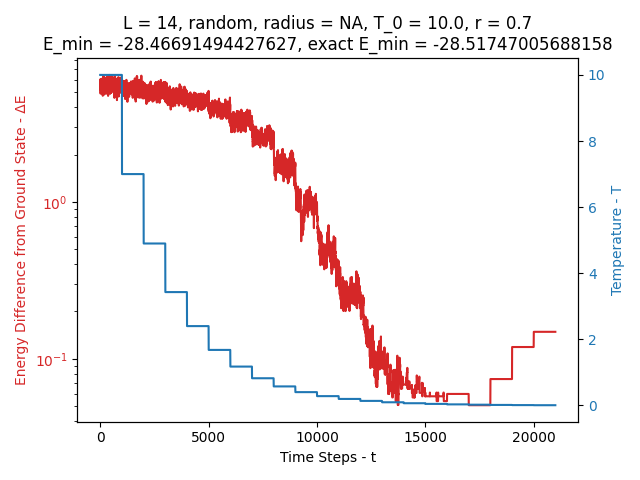 L = 14, random, radius = NA, T_0 = 10.0, r = 0.7
E_min = -28.46691494427627, exact E_min = -28.51747005688158
Energy Difference from Ground State - ΔE
10⁰
10⁻¹
10
8
6
4
2
0
Temperature - T
0
5000
10000
15000
20000
Time Steps - t